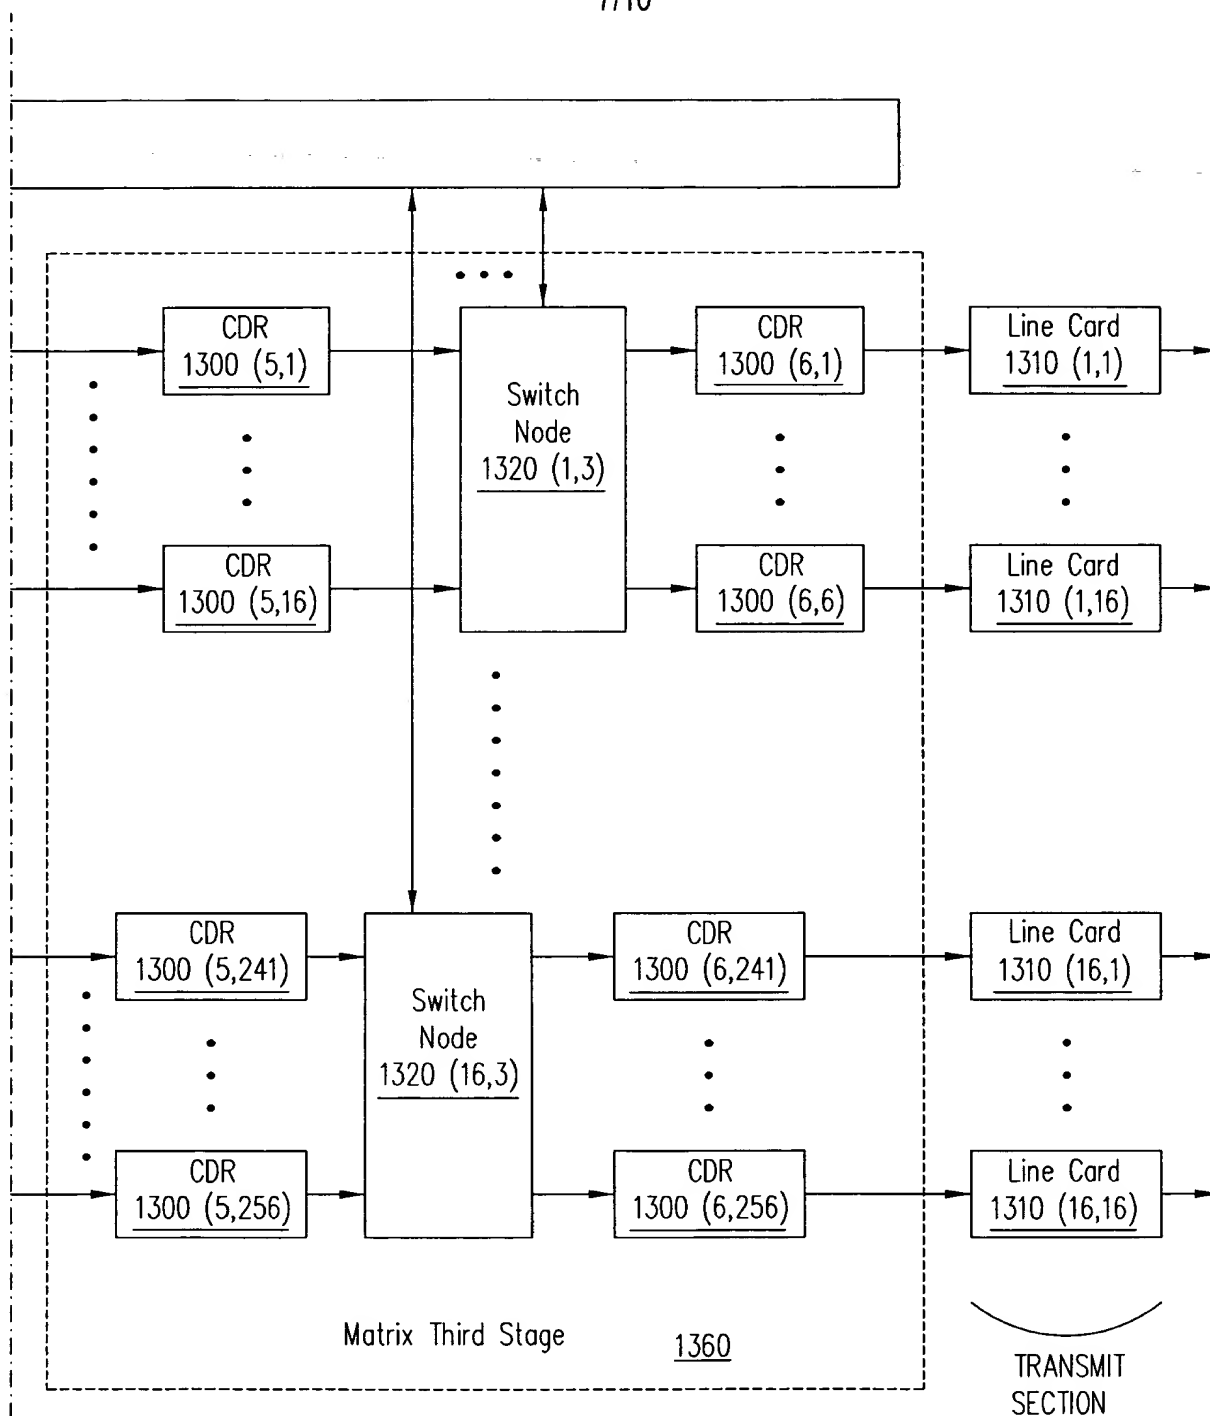 CDR
1300 (5,1)
CDR
1300 (6,1)
Line Card
1310 (1,1)
Switch
Node
1320 (1,3)
CDR
1300 (5,16)
CDR
1300 (6,6)
Line Card
1310 (1,16)
CDR
1300 (5,241)
CDR
1300 (6,241)
Line Card
1310 (16,1)
Switch
Node
1320 (16,3)
CDR
1300 (5,256)
CDR
1300 (6,256)
Line Card
1310 (16,16)
Matrix Third Stage 1360
TRANSMIT
SECTION